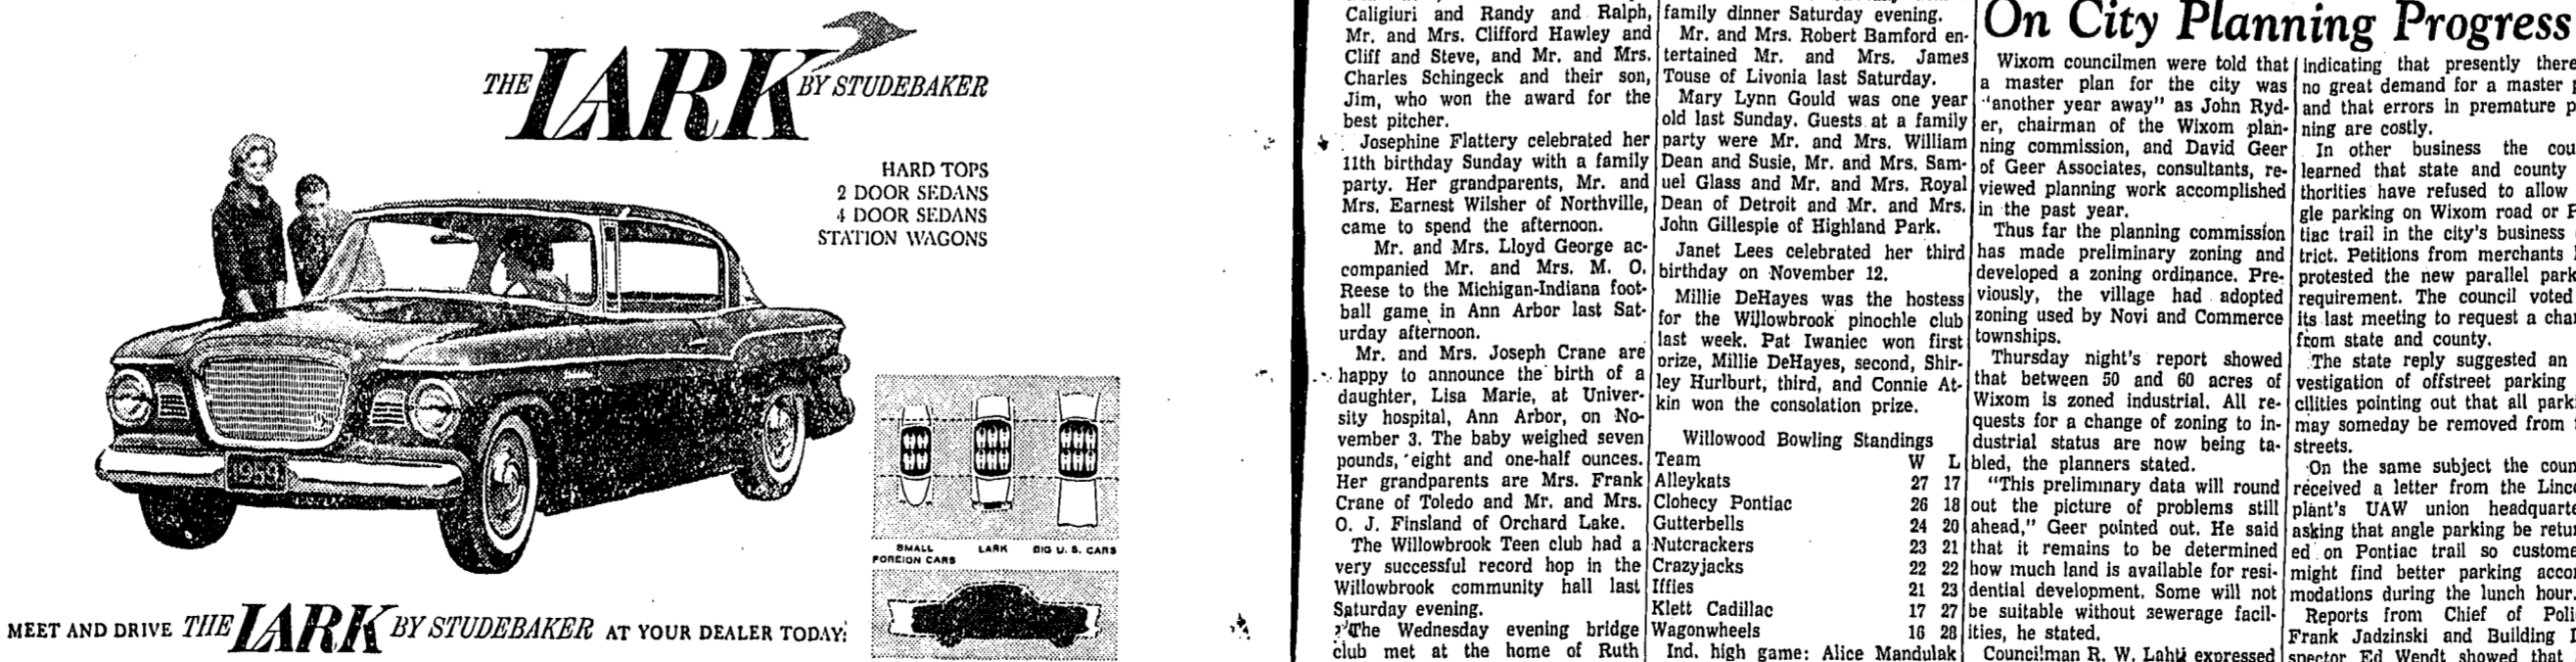 THE LARK BY STUDEBAKER
HARD TOPS
2 DOOR SEDANS
4 DOOR SEDANS
STATION WAGONS
1959
SMALL
FOREIGN CARS
LARK
BIG U. S. CARS
MEET AND DRIVE THE LARK BY STUDEBAKER AT YOUR DEALER TODAY!
Caligiuri and Randy and Ralph,
Mr. and Mrs. Clifford Hawley and
Cliff and Steve, and Mr. and Mrs.
Charles Schingeck and their son,
Jim, who won the award for the
best pitcher.
Josephine Flattery celebrated her
11th birthday Sunday with a family
party. Her grandparents, Mr. and
Mrs. Earnest Wilsher of Northville,
came to spend the afternoon.
Mr. and Mrs. Lloyd George ac-
companied Mr. and Mrs. M. O.
Reese to the Michigan-Indiana foot-
ball game in Ann Arbor last Sat-
urday afternoon.
Mr. and Mrs. Joseph Crane are
happy to announce the birth of a
daughter, Lisa Marie, at Univer-
sity hospital, Ann Arbor, on No-
vember 3. The baby weighed seven
pounds, eight and one-half ounces.
Her grandparents are Mrs. Frank
Crane of Toledo and Mr. and Mrs.
O. J. Finsland of Orchard Lake.
The Willowbrook Teen club had a
very successful record hop in the
Willowbrook community hall last
Saturday evening.
The Wednesday evening bridge
club met at the home of Ruth
family dinner Saturday evening.
Mr. and Mrs. Robert Bamford en-
tertained Mr. and Mrs. James
Touse of Livonia last Saturday.
Mary Lynn Gould was one year
old last Sunday. Guests at a family
party were Mr. and Mrs. William
Dean and Susie, Mr. and Mrs. Sam-
uel Glass and Mr. and Mrs. Royal
Dean of Detroit and Mr. and Mrs.
John Gillespie of Highland Park.
Janet Lees celebrated her third
birthday on November 12.
Millie DeHayes was the hostess
for the Willowbrook pinochle club
last week. Pat Iwaniec won first
prize, Millie DeHayes, second, Shir-
ley Hurlburt, third, and Connie At-
kin won the consolation prize.
Willowood Bowling Standings
Team W L
Alleykats 27 17
Clohecy Pontiac 26 18
Gutterbells 24 20
Nutcrackers 23 21
Crazyjacks 22 22
Iffies 21 23
Klett Cadillac 17 27
Wagonwheels 16 28
Ind. high game: Alice Mandulak
On City Planning Progress
Wixom councilmen were told that
a master plan for the city was
"another year away" as John Ryd-
er, chairman of the Wixom plan-
ning commission, and David Geer
of Geer Associates, consultants, re-
viewed planning work accomplished
in the past year.
Thus far the planning commission
has made preliminary zoning and
developed a zoning ordinance. Pre-
viously, the village had adopted
zoning used by Novi and Commerce
townships.
Thursday night's report showed
that between 50 and 60 acres of
Wixom is zoned industrial. All re-
quests for a change of zoning to in-
dustrial status are now being ta-
bled, the planners stated.
"This preliminary data will round
out the picture of problems still
ahead," Geer pointed out. He said
that it remains to be determined
how much land is available for resi-
dential development. Some will not
be suitable without sewerage facil-
ities, he stated.
Councilman R. W. Lahti expressed
indicating that presently there
no great demand for a master
and that errors in premature p
ning are costly.
In other business the cou
learned that state and county
thorities have refused to allow
gle parking on Wixom road or P
tiac trail in the city's business
trict. Petitions from merchants
protested the new parallel park
requirement. The council voted
its last meeting to request a cha
from state and county.
The state reply suggested an
vestigation of offstreet parking
cilities pointing out that all park
may someday be removed from
streets.
On the same subject the coun
received a letter from the Linc
plant's UAW union headquarte
asking that angle parking be retu
ed on Pontiac trail so custome
might find better parking accor
modations during the lunch hour.
Reports from Chief of Poli
Frank Jadzinski and Building I
spector Ed Wendt showed that